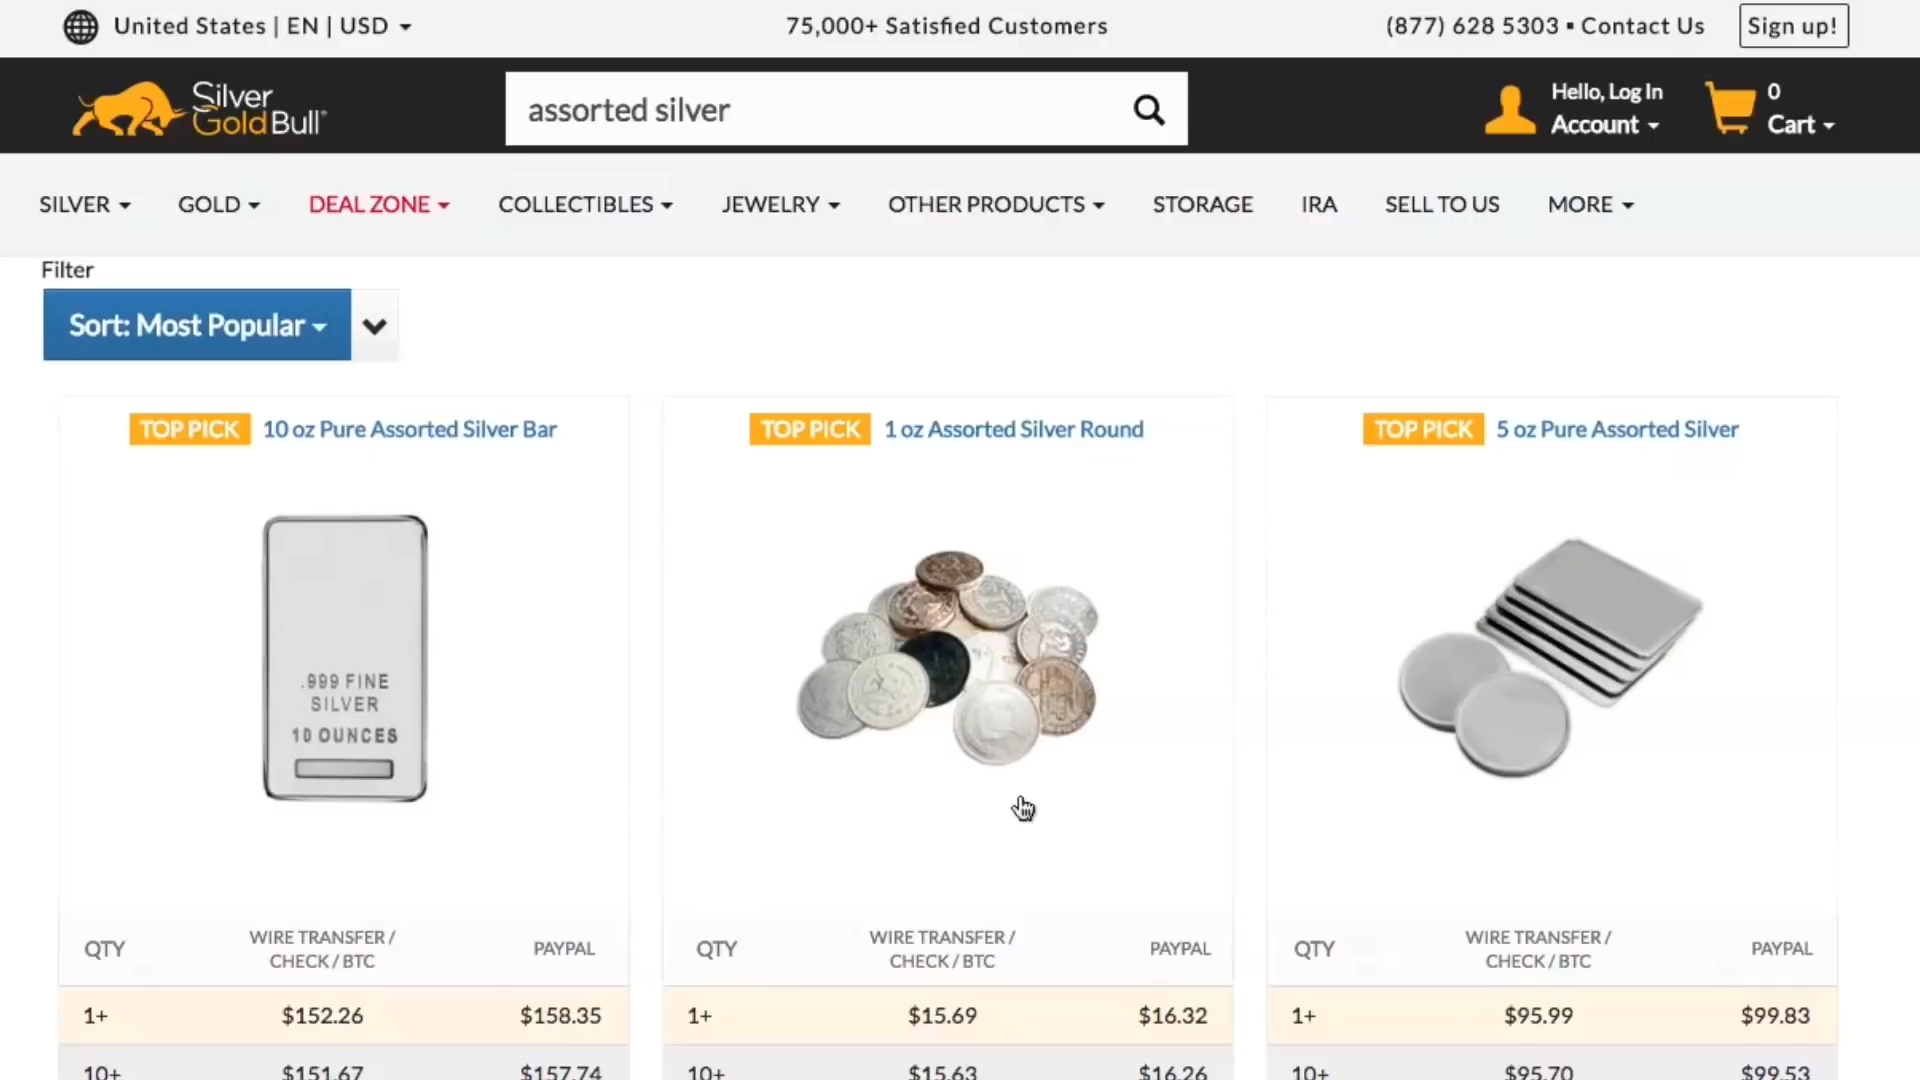 United States | EN | USD
75,000+ Satisfied Customers
(877) 628 5303 ▪ Contact Us
Sign up!
Silver
GoldBull®
assorted silver
Hello, Log In
Account
0
Cart
SILVER
GOLD
DEAL ZONE
COLLECTIBLES
JEWELRY
OTHER PRODUCTS
STORAGE
IRA
SELL TO US
MORE
Filter
Sort: Most Popular
TOP PICK 10 oz Pure Assorted Silver Bar
.999 FINE
SILVER
10 OUNCES
QTY WIRE TRANSFER / CHECK / BTC PAYPAL
1+ $152.26 $158.35
10+ $151.67 $157.74
TOP PICK 1 oz Assorted Silver Round
QTY WIRE TRANSFER / CHECK / BTC PAYPAL
1+ $15.69 $16.32
10+ $15.63 $16.26
TOP PICK 5 oz Pure Assorted Silver
QTY WIRE TRANSFER / CHECK / BTC PAYPAL
1+ $95.99 $99.83
10+ $95.70 $99.53